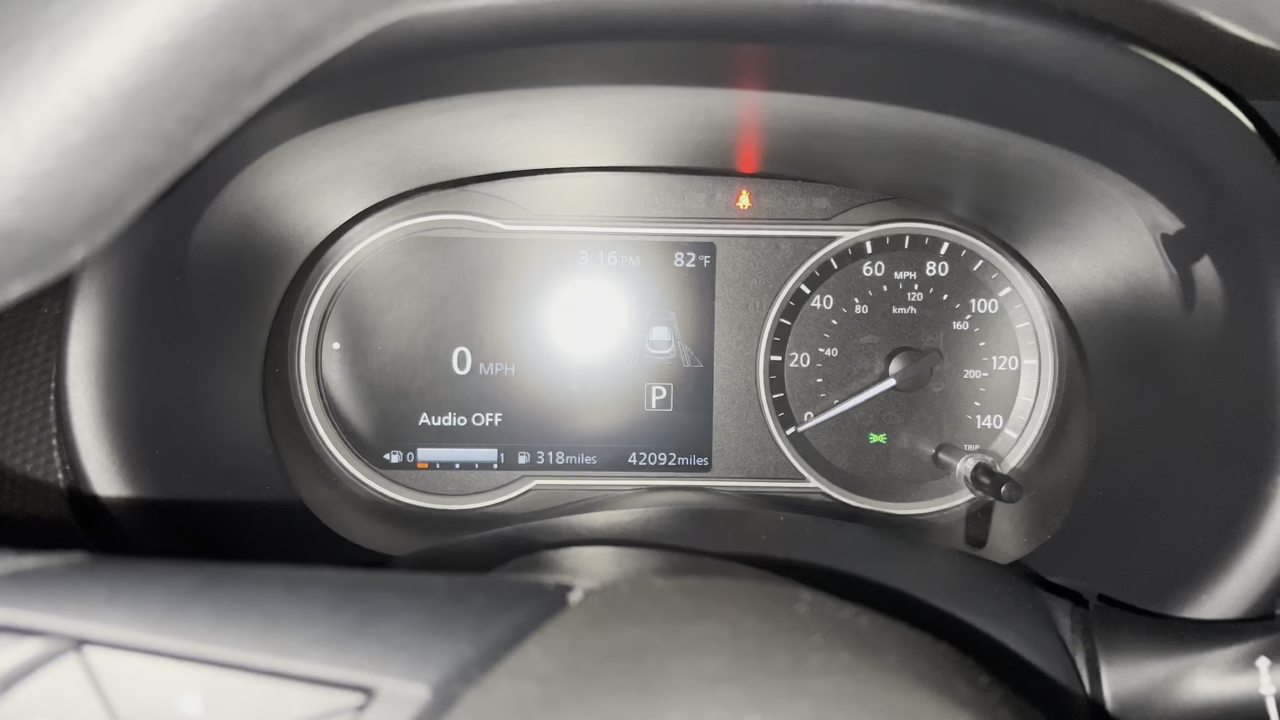 3:16 PM 82 °F
0 MPH
P
Audio OFF
0 1 318miles 42092miles
0 20 40 60 80 100 120 140
MPH
40 80 120 160 200
km/h
TRIP